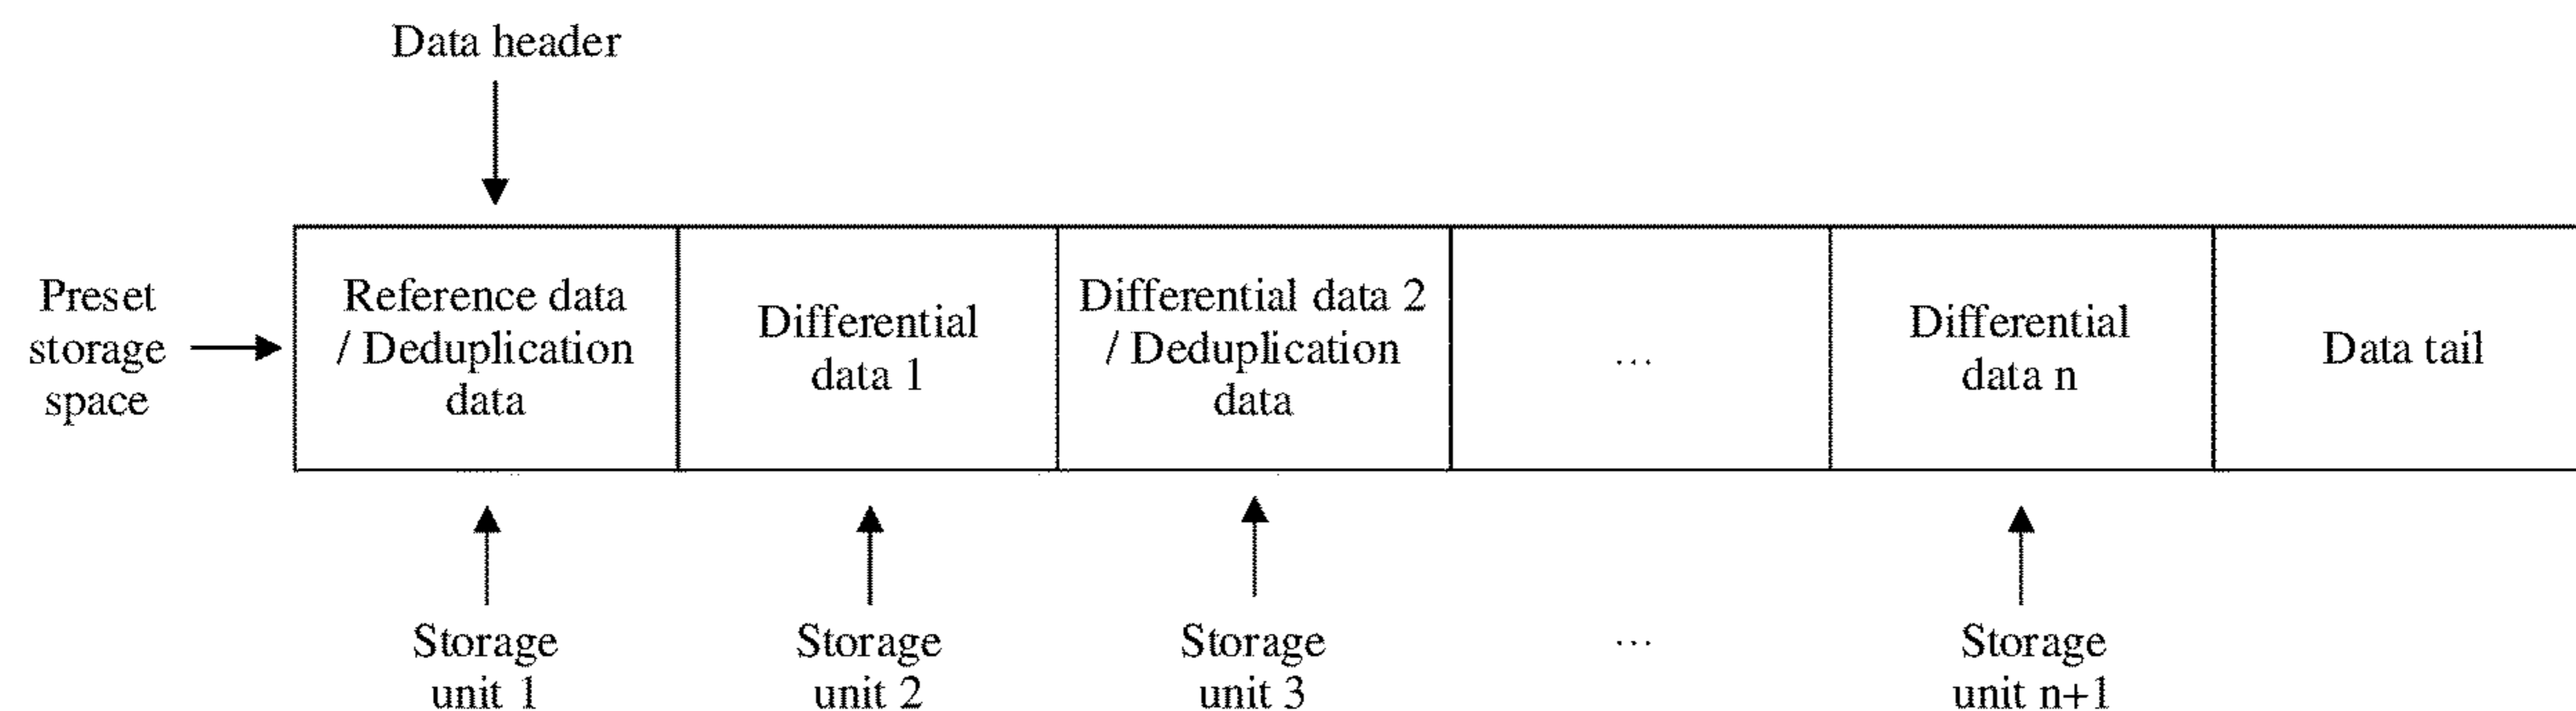 Data header
Preset
storage
space
Reference data
/ Deduplication
data
Differential
data 1
Differential data 2
/ Deduplication
data
...
Differential
data n
Data tail
Storage
unit 1
Storage
unit 2
Storage
unit 3
...
Storage
unit n+1